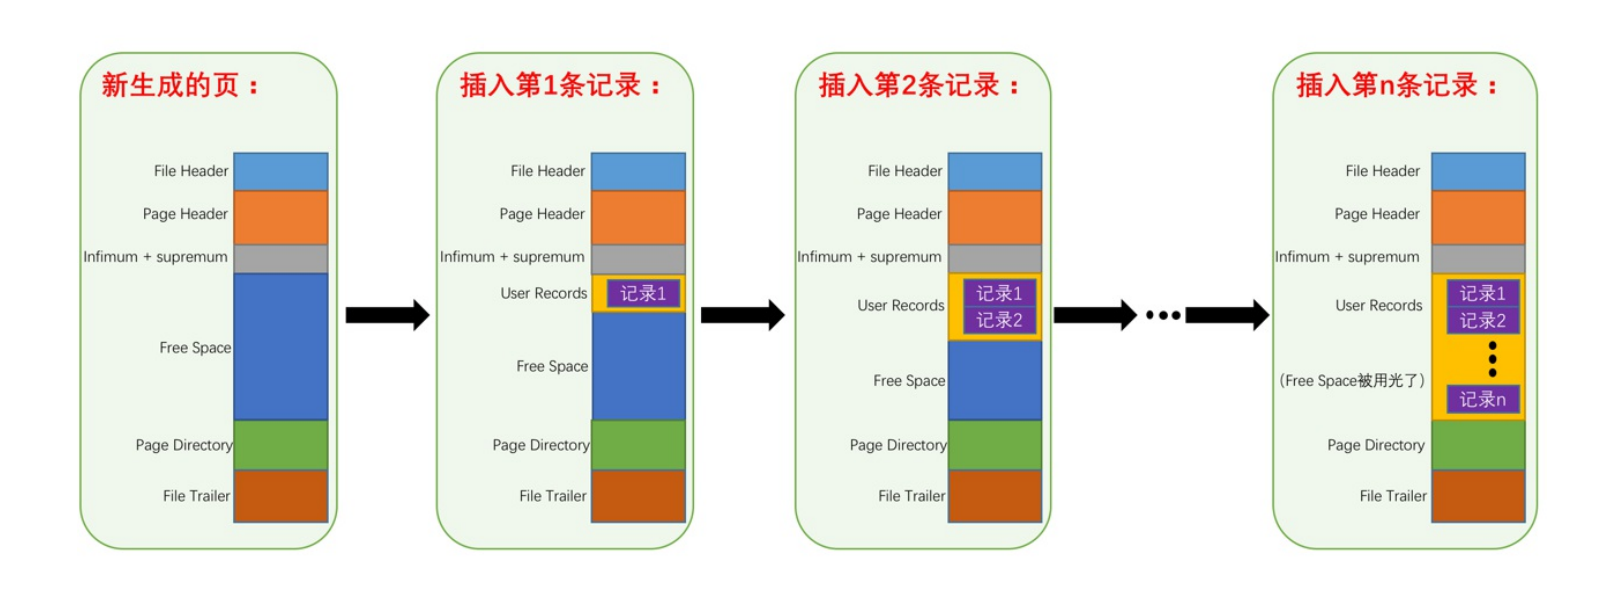 新生成的页：
File Header
Page Header
Infimum + supremum
Free Space
Page Directory
File Trailer
插入第1条记录：
File Header
Page Header
Infimum + supremum
User Records
记录1
Free Space
Page Directory
File Trailer
插入第2条记录：
File Header
Page Header
Infimum + supremum
User Records
记录1
记录2
Free Space
Page Directory
File Trailer
插入第n条记录：
File Header
Page Header
Infimum + supremum
User Records
记录1
记录2
（Free Space被用光了）
记录n
Page Directory
File Trailer